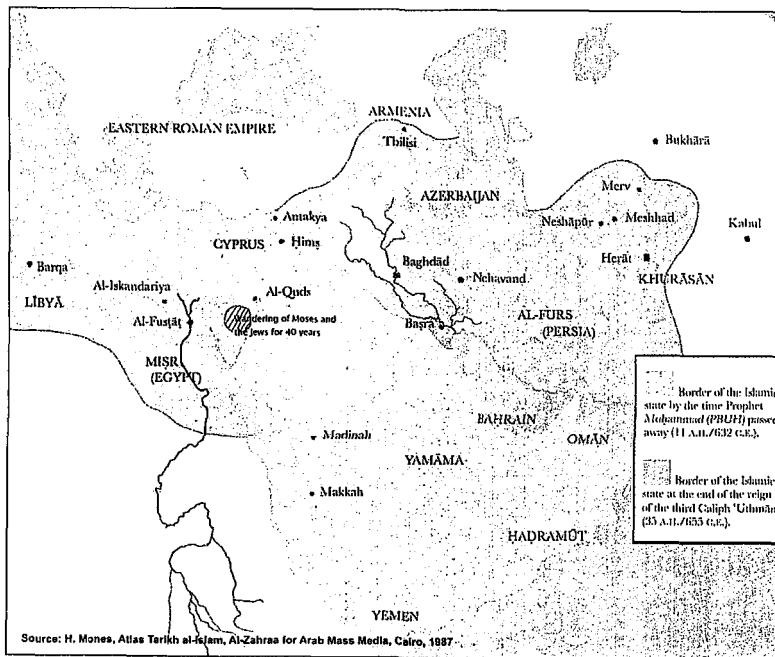 ARMENIA
EASTERN ROMAN EMPIRE
Tbilisi
Bukhārā
Merv
AZERBAIJAN
Neshāpūr
Meshhad
Antakya
Kabul
CYPRUS
Ḥimṣ
Baghdād
Herāt
Barqa
Nehavand
KHURĀSĀN
Al-Iskandariya
Al-Quds
LĪBYĀ
AL-FURS
(PERSIA)
Al-Fusṭāṭ
Wandering of Moses and
the Jews for 40 years
Baṣra
MIṢR
(EGYPT)
BAHRAIN
OMĀN
Madinah
YAMĀMA
Makkah
HADRAMŪT
YEMEN
Border of the Islamic
state by the time Prophet
Muḥammad (PBUH) passed
away (11 A.H./632 C.E.).
Border of the Islamic
state at the end of the reign
of the third Caliph 'Uthmān
(35 A.H./655 C.E.).
Source: H. Mones, Atlas Tarikh al-Islam, Al-Zahraa for Arab Mass Media, Cairo, 1987